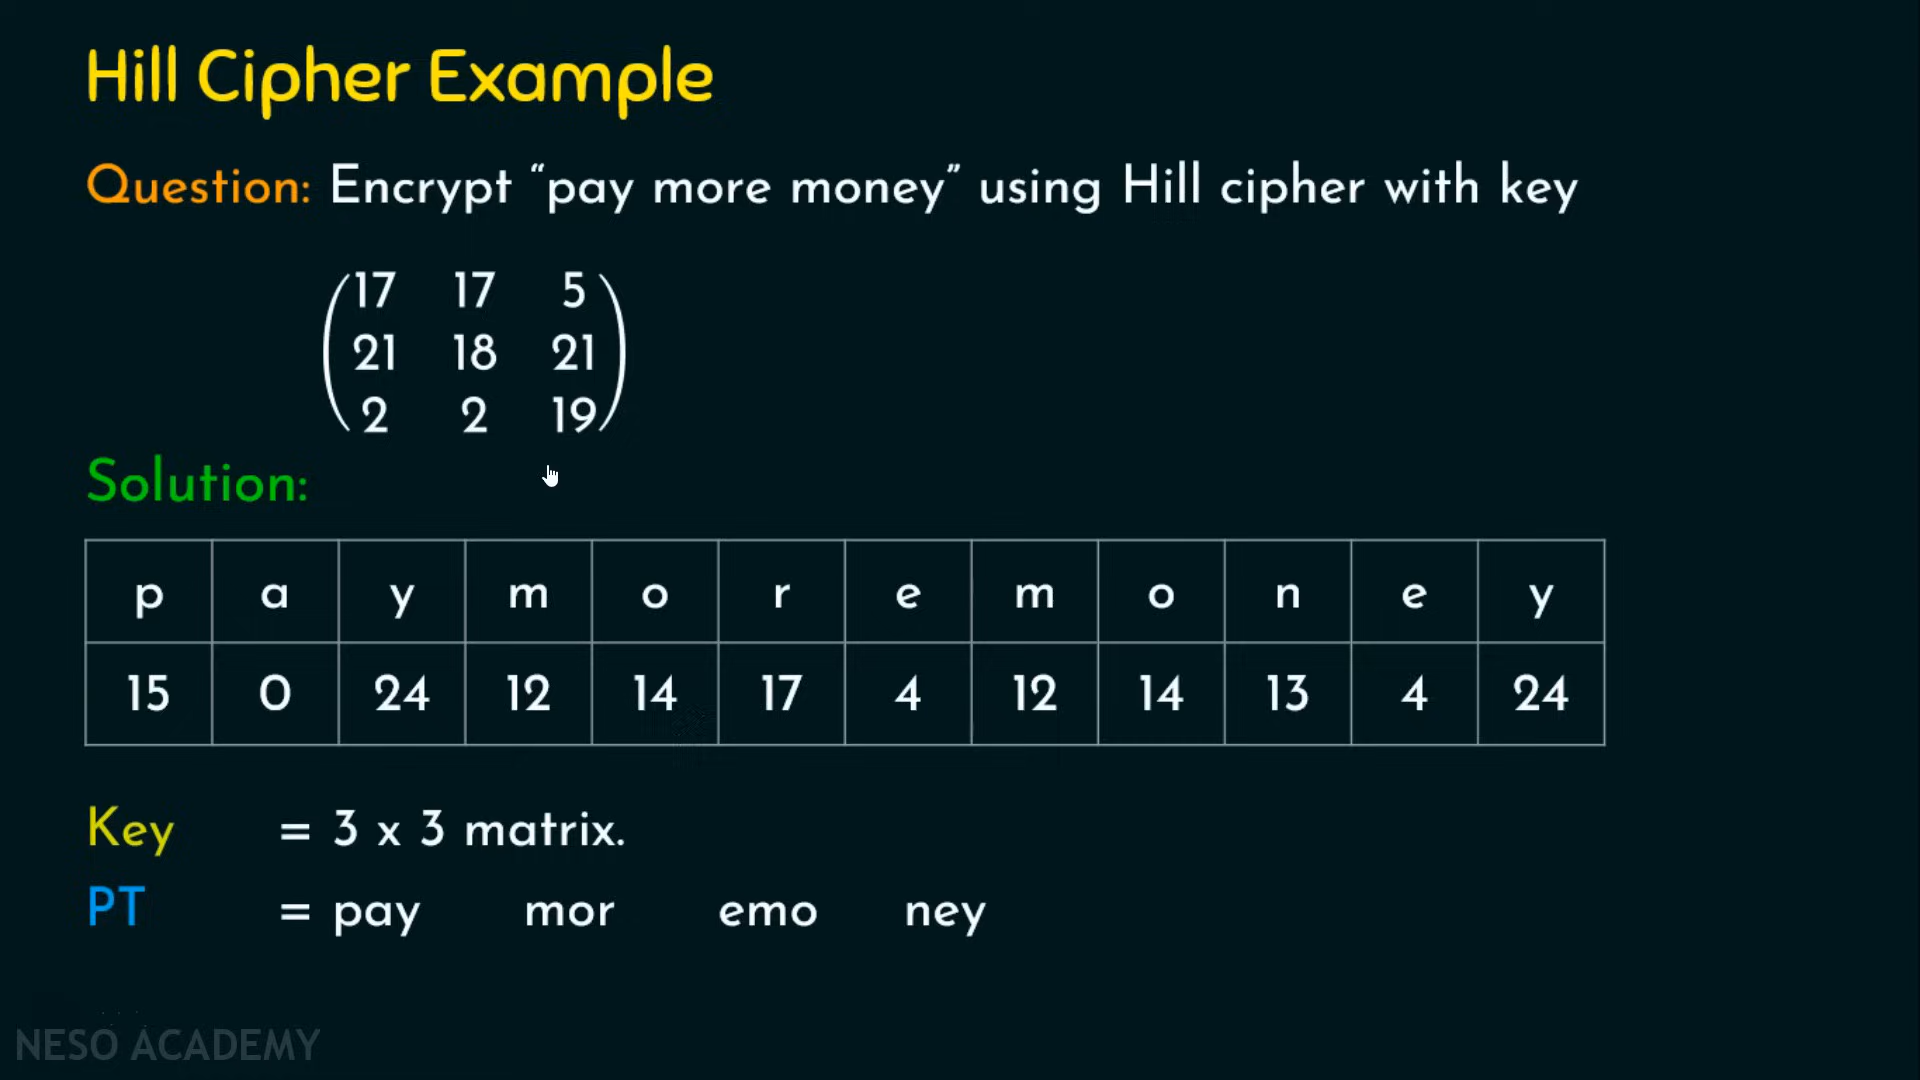 Hill Cipher Example
Question: Encrypt “pay more money” using Hill cipher with key
17 17 5
21 18 21
2 2 19
Solution:
p a y m o r e m o n e y
15 0 24 12 14 17 4 12 14 13 4 24
Key = 3 x 3 matrix.
PT = pay mor emo ney
NESO ACADEMY